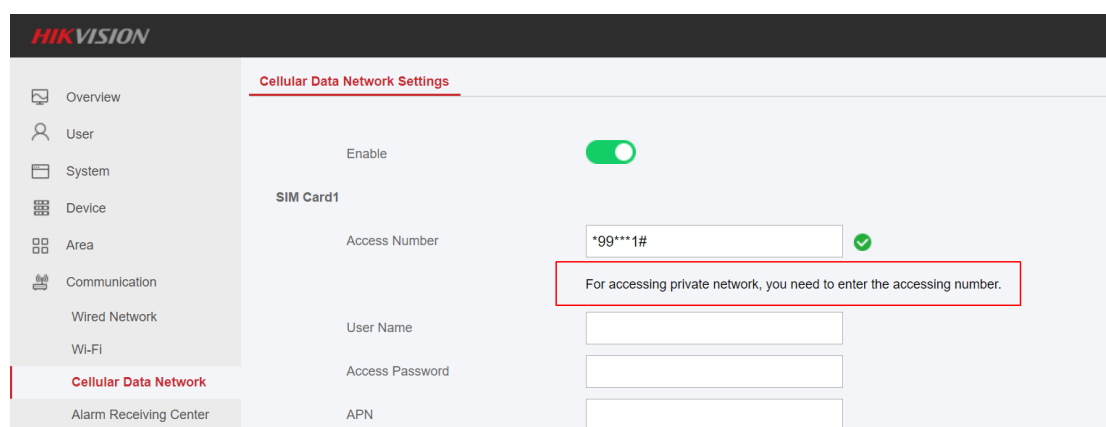 HIKVISION
Cellular Data Network Settings
Overview
User
System
Device
Area
Communication
Wired Network
Wi-Fi
Cellular Data Network
Alarm Receiving Center
Enable
SIM Card1
Access Number
*99***1#
For accessing private network, you need to enter the accessing number.
User Name
Access Password
APN